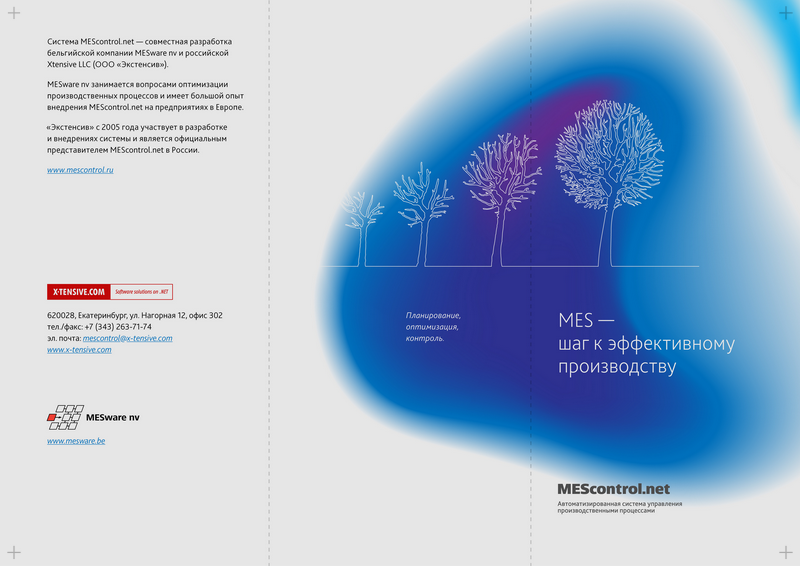 Система MEScontrol.net — совместная разработка
бельгийской компании MESware nv и российской
Xtensive LLC (ООО «Экстенсив»).
MESware nv занимается вопросами оптимизации
производственных процессов и имеет большой опыт
внедрения MEScontrol.net на предприятиях в Европе.
«Экстенсив» с 2005 года участвует в разработке
и внедрениях системы и является официальным
представителем MEScontrol.net в России.
www.mescontrol.ru
X-TENSIVE.COM Software solutions on .NET
620028, Екатеринбург, ул. Нагорная 12, офис 302
тел./факс: +7 (343) 263-71-74
эл. почта: mescontrol@x-tensive.com
www.x-tensive.com
MESware nv
www.mesware.be
Планирование,
оптимизация,
контроль.
MES —
шаг к эффективному
производству
MEScontrol.net
Автоматизированная система управления
производственными процессами